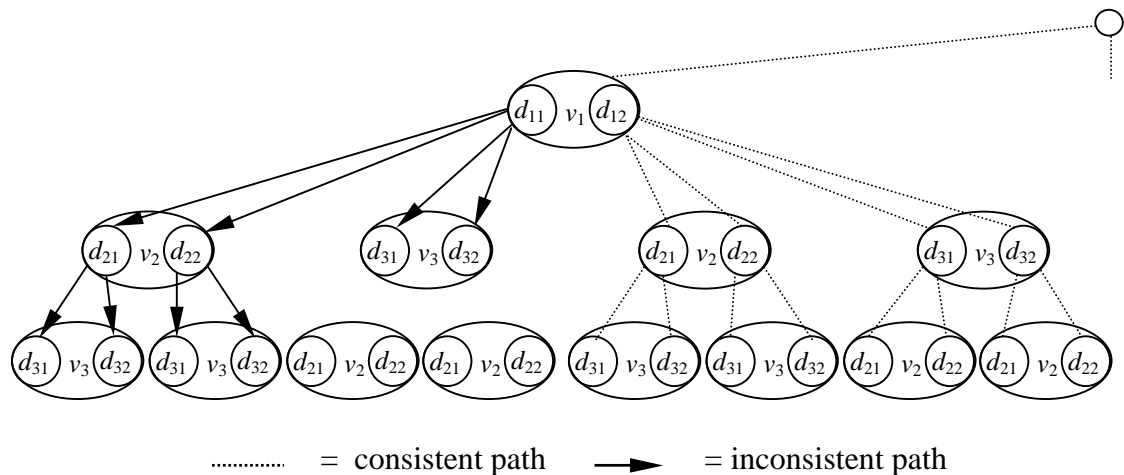 d11 v1 d12
d21 v2 d22 d31 v3 d32 d21 v2 d22 d31 v3 d32
d31 v3 d32 d31 v3 d32 d21 v2 d22 d21 v2 d22 d31 v3 d32 d31 v3 d32 d21 v2 d22 d21 v2 d22
= consistent path = inconsistent path